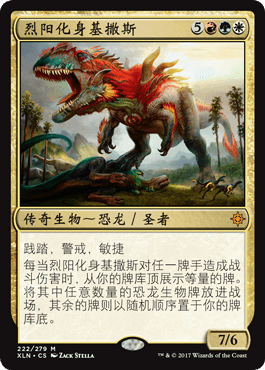 烈阳化身基撒斯 5
传奇生物～恐龙 / 圣者
践踏，警戒，敏捷
每当烈阳化身基撒斯对任一牌手造成战
斗伤害时，从你的牌库顶展示等量的牌。
将其中任意数量的恐龙生物牌放进战
场，其余的牌则以随机顺序置于你的牌
库底。
7/6
222/279 M
XLN • CS ZACK STELLA
™ & © 2017 Wizards of the Coast